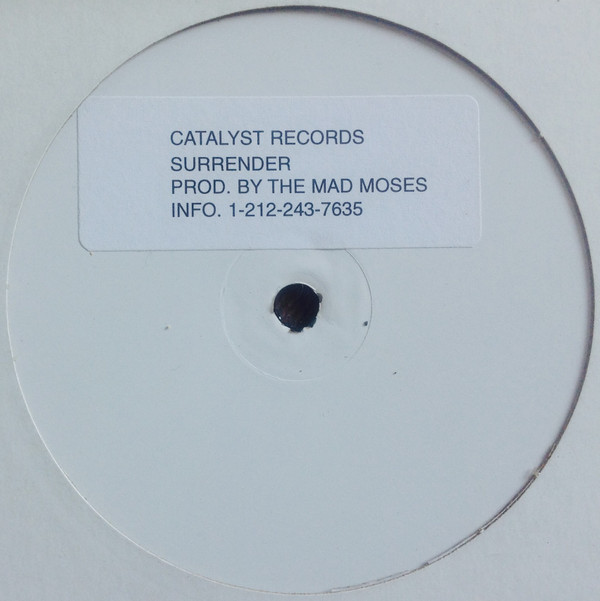 CATALYST RECORDS
SURRENDER
PROD. BY THE MAD MOSES
INFO. 1-212-243-7635